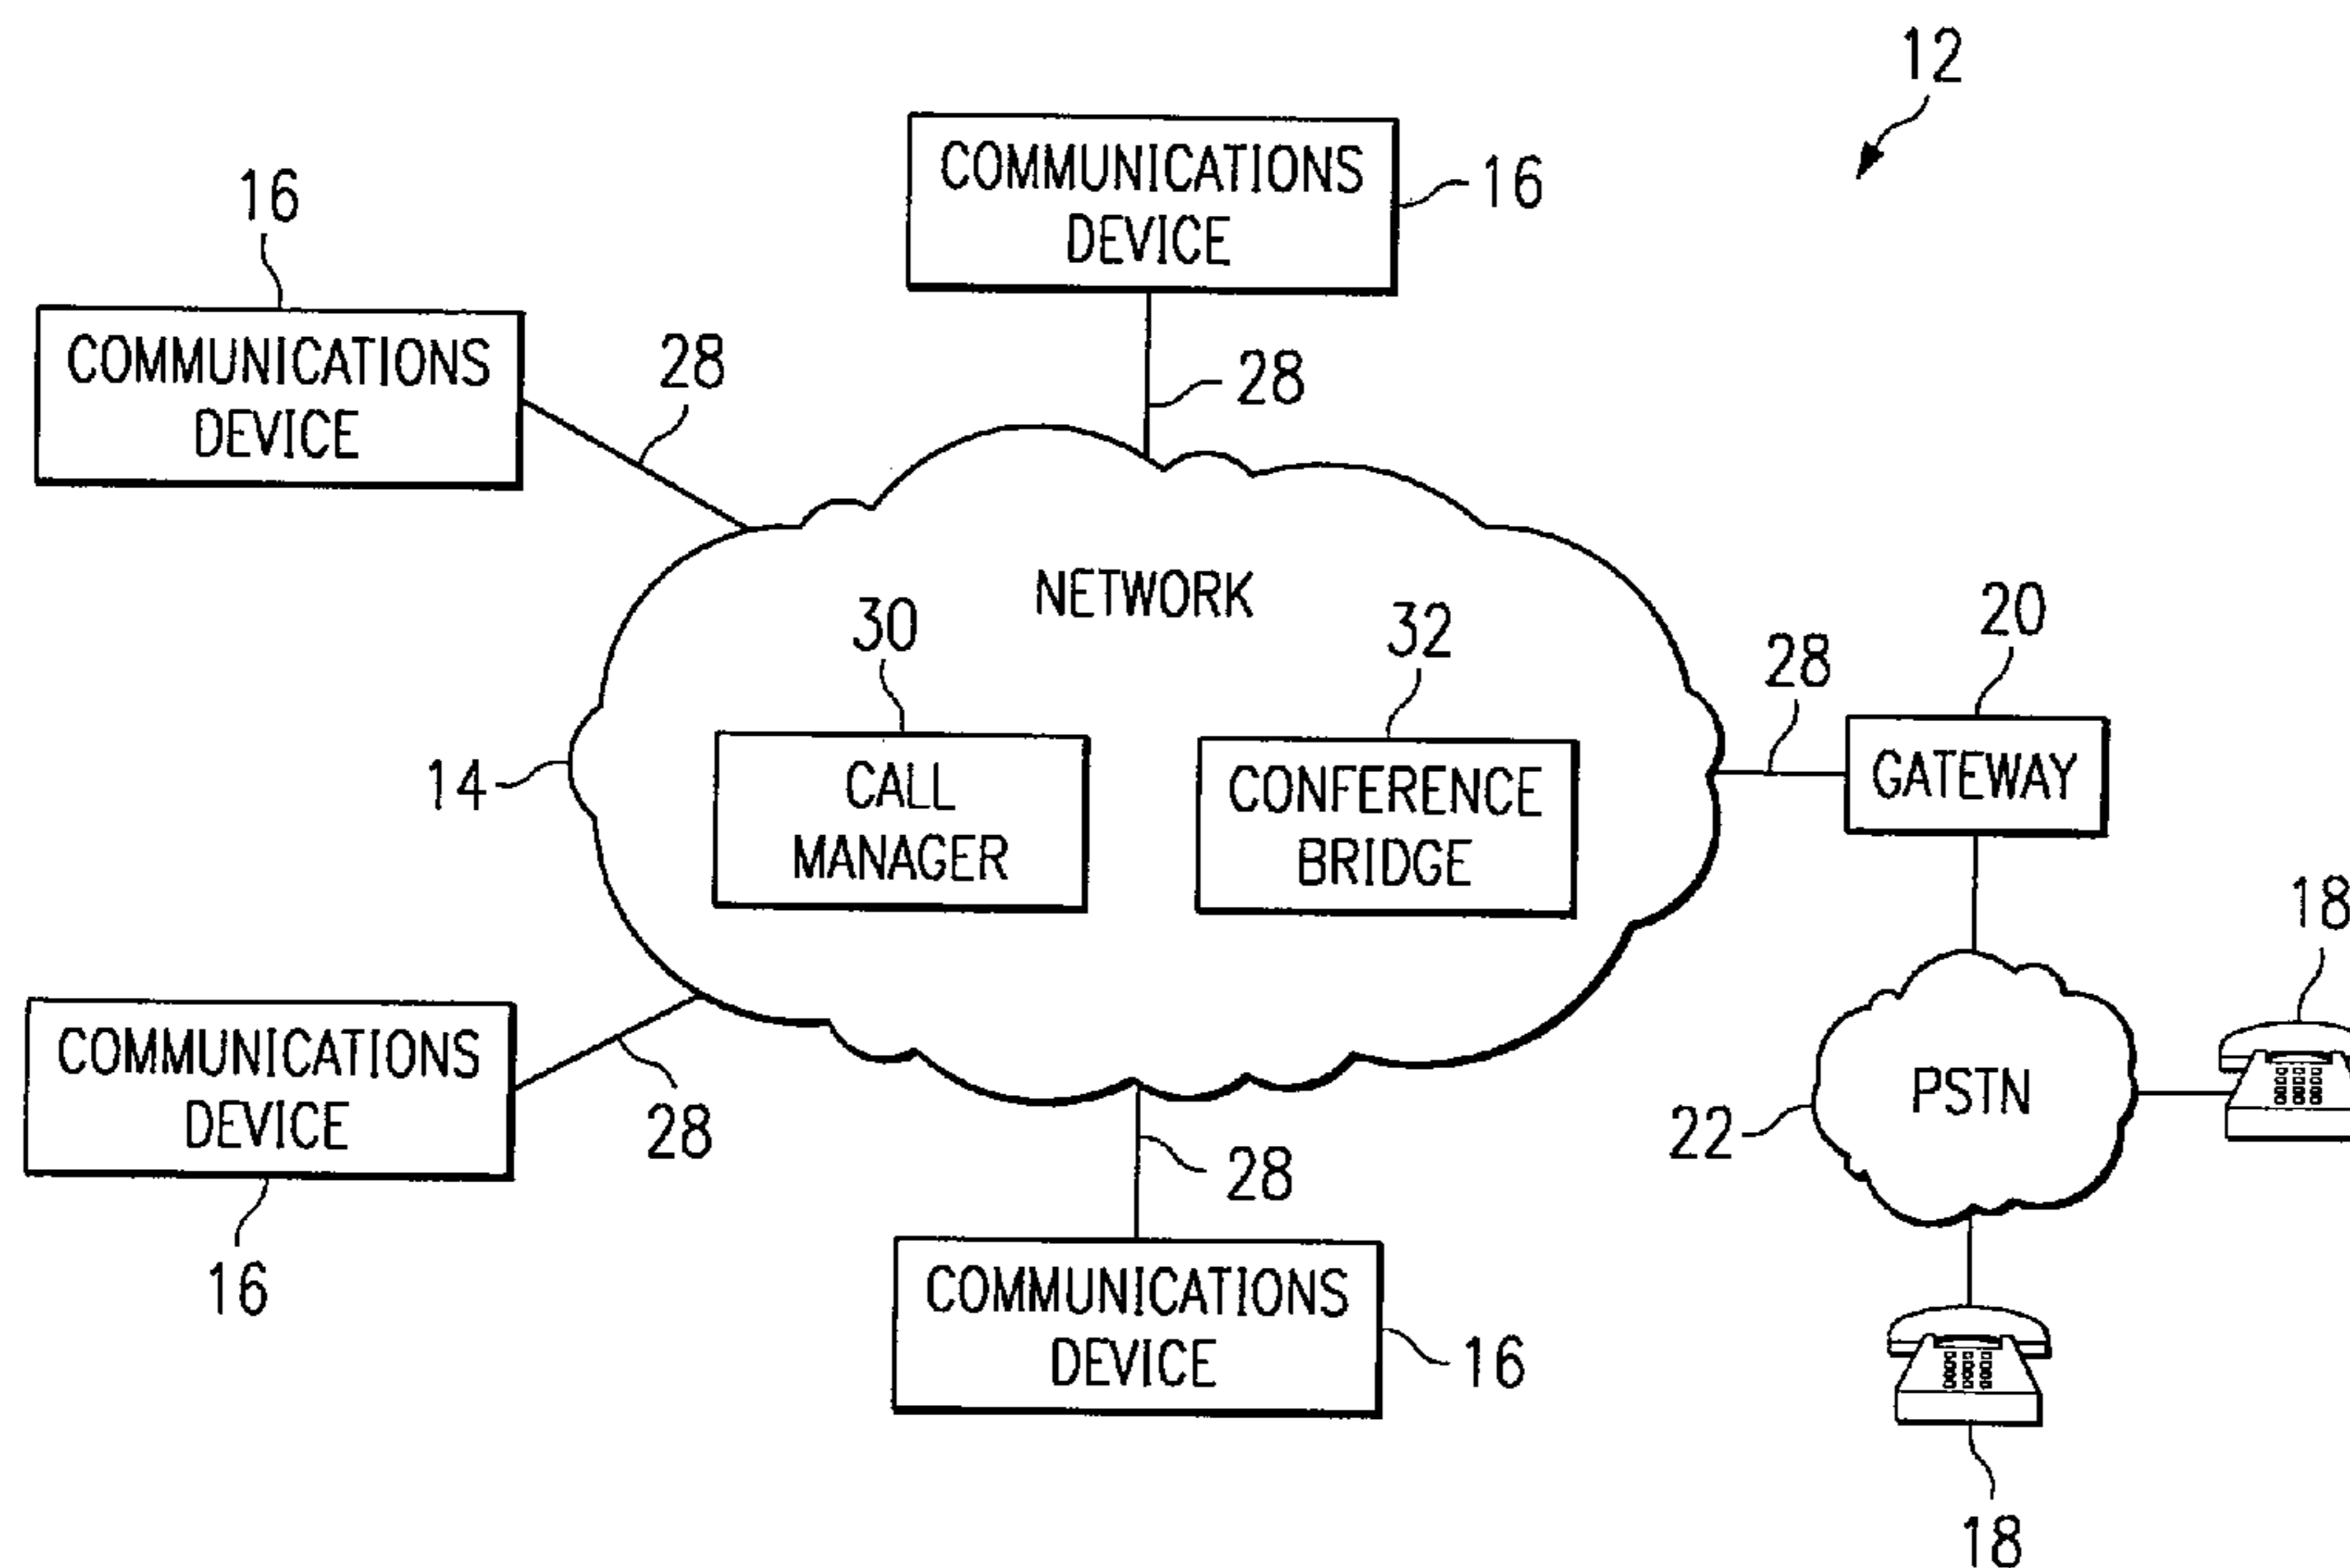 12
COMMUNICATIONS
DEVICE
16
16
COMMUNICATIONS
DEVICE
28
28
NETWORK
30
32
20
28
14
CALL
MANAGER
CONFERENCE
BRIDGE
GATEWAY
18
COMMUNICATIONS
DEVICE
28
16
28
22
PSTN
COMMUNICATIONS
DEVICE
16
18